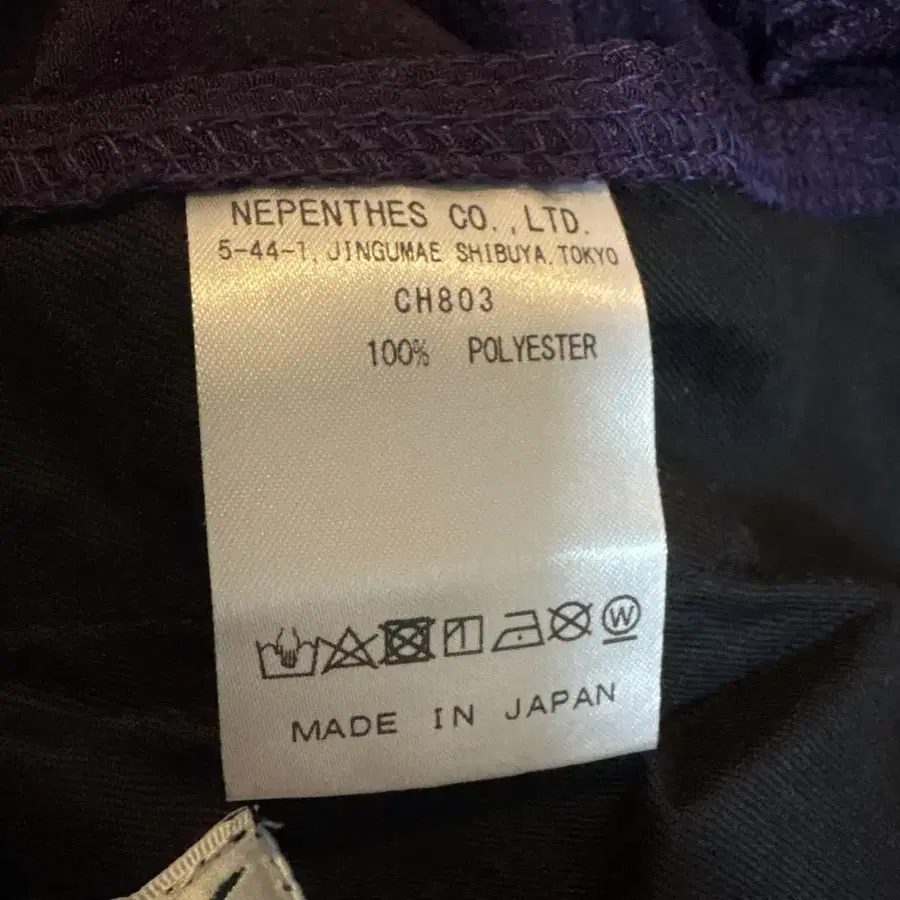 NEPENTHES CO., LTD.
5-44-1, JINGUMAE SHIBUYA, TOKYO
CH803
100% POLYESTER
W
MADE IN JAPAN